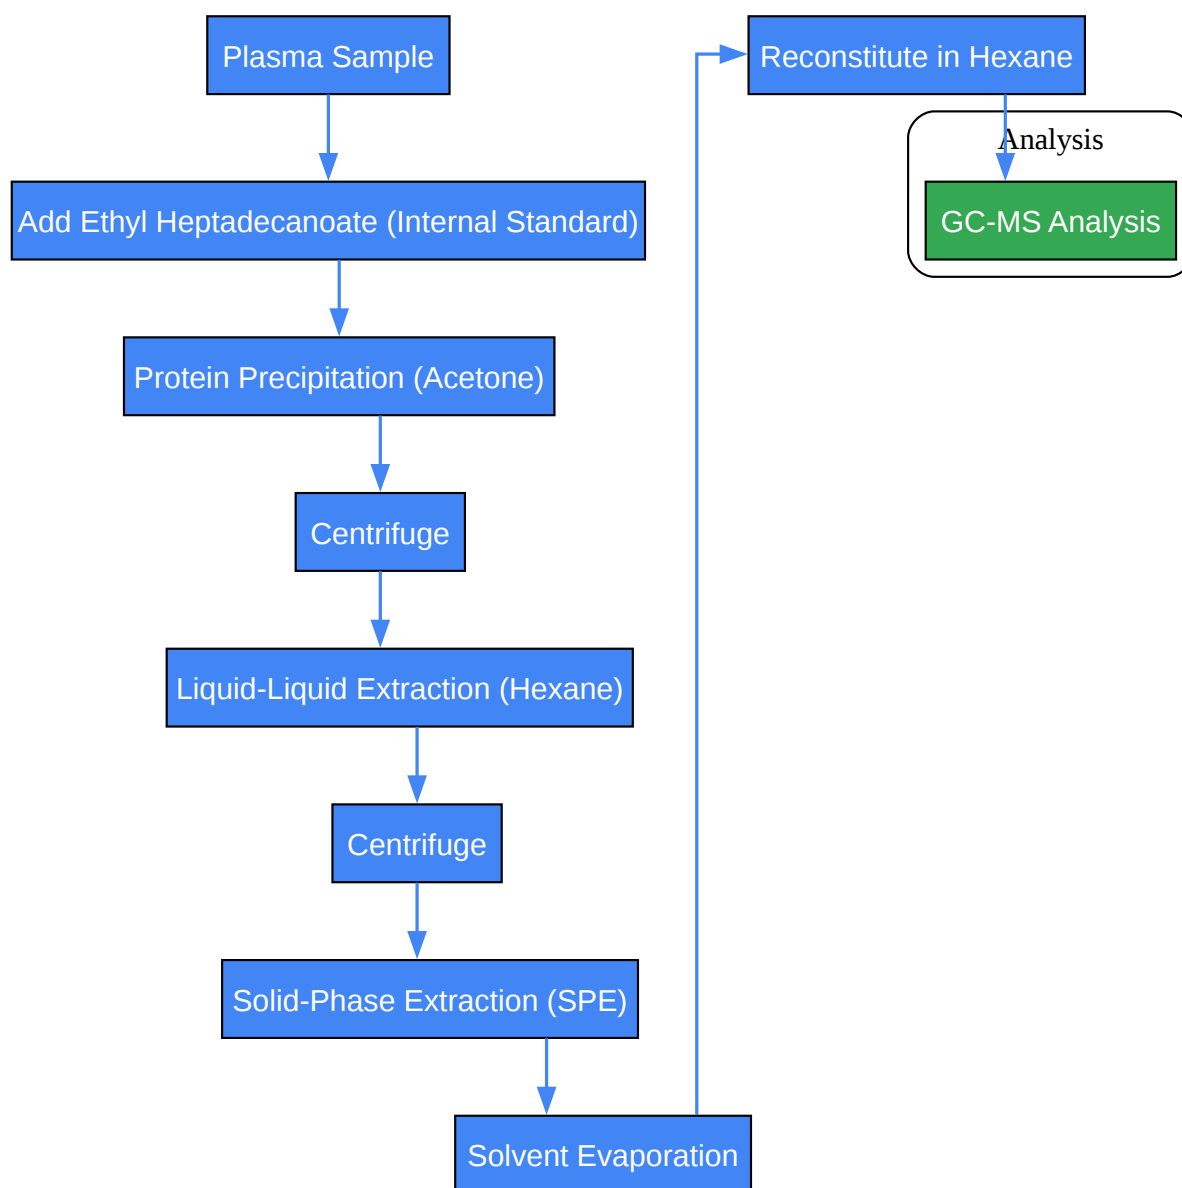 Plasma Sample
Add Ethyl Heptadecanoate (Internal Standard)
Protein Precipitation (Acetone)
Centrifuge
Liquid-Liquid Extraction (Hexane)
Centrifuge
Solid-Phase Extraction (SPE)
Solvent Evaporation
Reconstitute in Hexane
Analysis
GC-MS Analysis